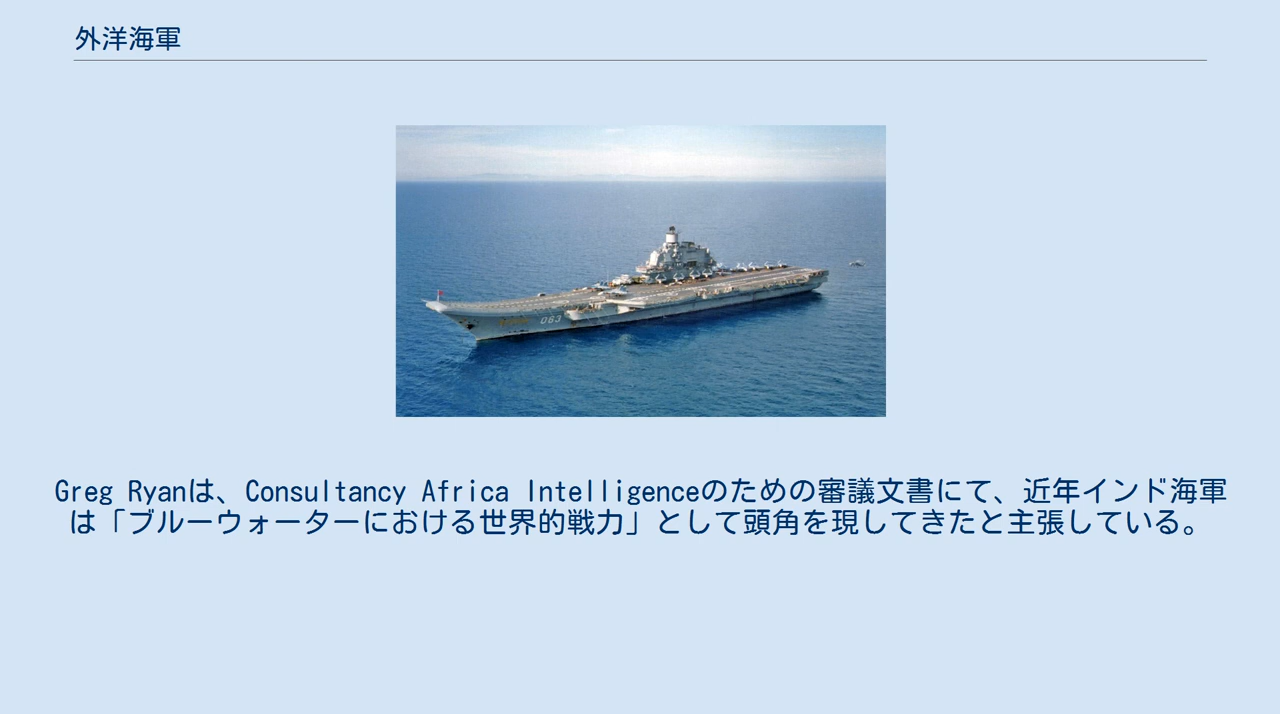 外洋海軍
063
Greg Ryanは、Consultancy Africa Intelligenceのための審議文書にて、近年インド海軍
は「ブルーウォーターにおける世界的戦力」として頭角を現してきたと主張している。